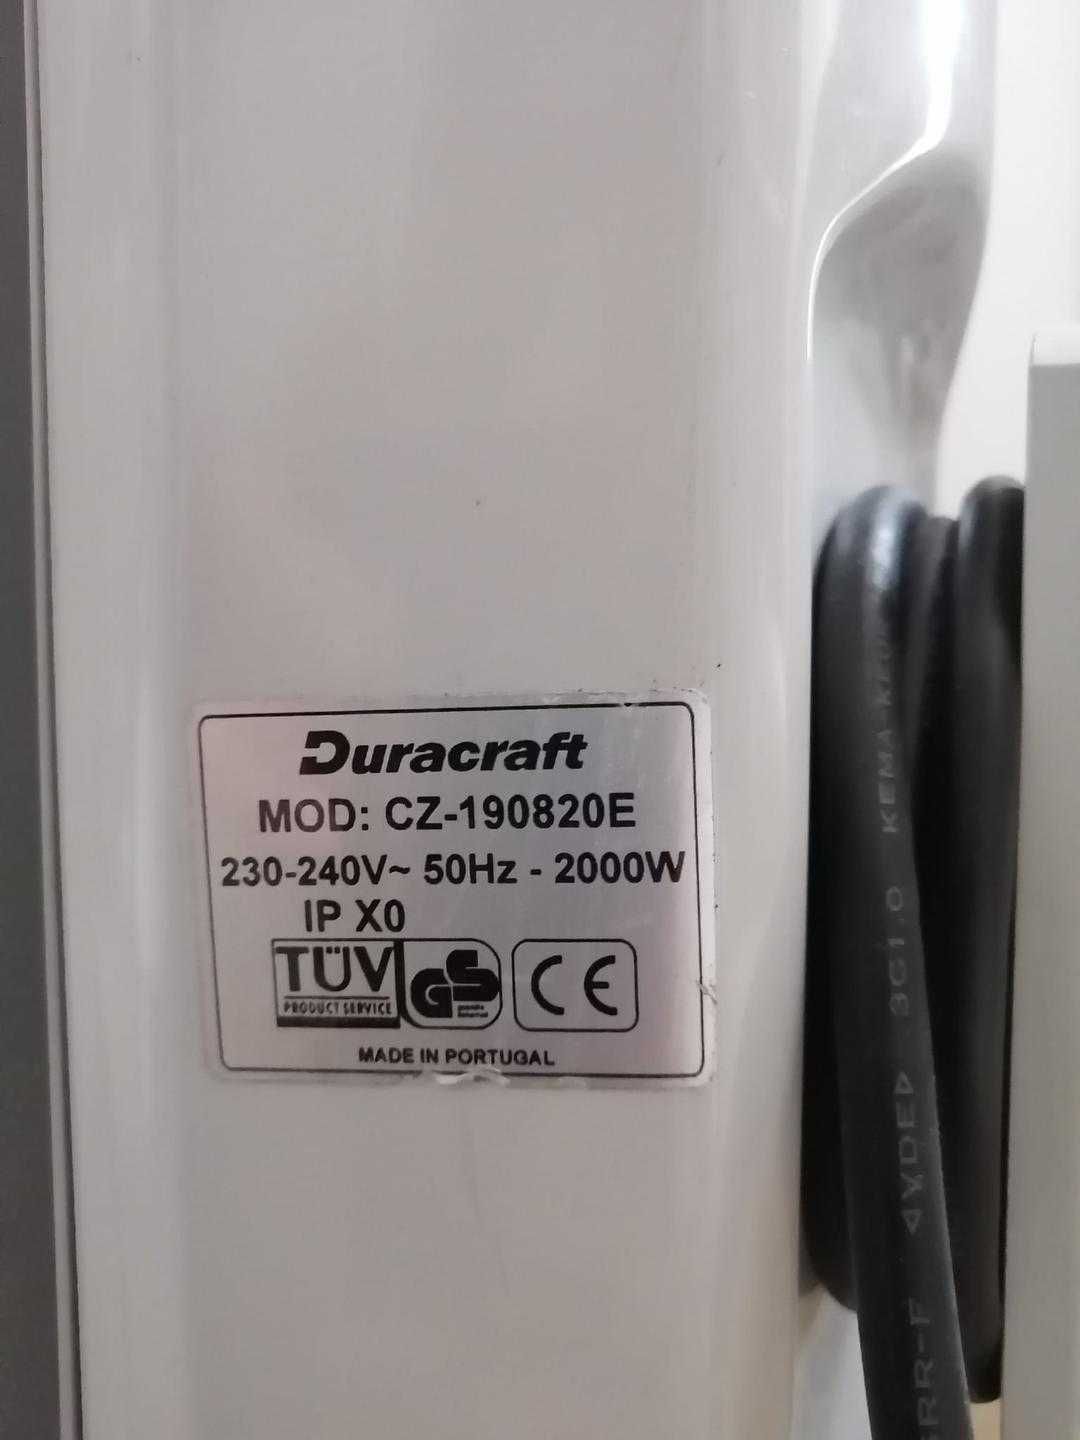 Duracraft
MOD: CZ-190820E
230-240V~ 50Hz - 2000W
IP X0
TÜV
PRODUCT SERVICE
GS
CE
MADE IN PORTUGAL
KEMA-KEUR
3G1,0
VDE
RR-F